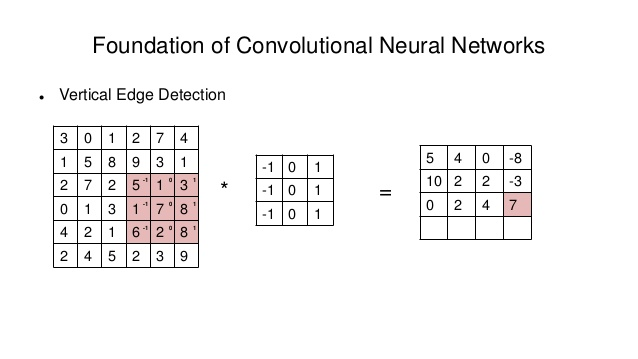 Foundation of Convolutional Neural Networks
• Vertical Edge Detection
3 0 1 2 7 4
1 5 8 9 3 1
2 7 2 5 -1 1 0 3 1
0 1 3 1 -1 7 0 8 1
4 2 1 6 -1 2 0 8 1
2 4 5 2 3 9
*
-1 0 1
-1 0 1
-1 0 1
=
5 4 0 -8
10 2 2 -3
0 2 4 7